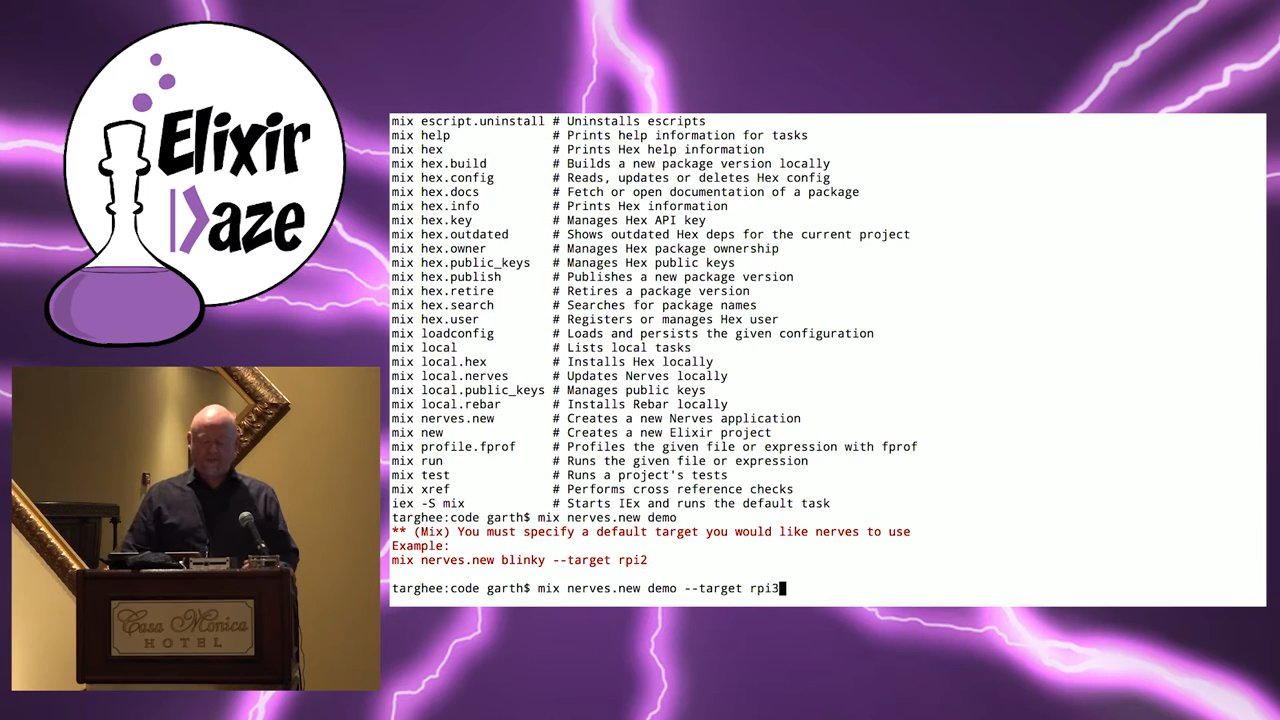 Elixir
Daze
mix escript.uninstall # Uninstalls escripts
mix help # Prints help information for tasks
mix hex # Prints Hex help information
mix hex.build # Builds a new package version locally
mix hex.config # Reads, updates or deletes Hex config
mix hex.docs # Fetch or open documentation of a package
mix hex.info # Prints Hex information
mix hex.key # Manages Hex API key
mix hex.outdated # Shows outdated Hex deps for the current project
mix hex.owner # Manages Hex package ownership
mix hex.public_keys # Manages Hex public keys
mix hex.publish # Publishes a new package version
mix hex.retire # Retires a package version
mix hex.search # Searches for package names
mix hex.user # Registers or manages Hex user
mix loadconfig # Loads and persists the given configuration
mix local # Lists local tasks
mix local.hex # Installs Hex locally
mix local.nerves # Updates Nerves locally
mix local.public_keys # Manages public keys
mix local.rebar # Installs Rebar locally
mix nerves.new # Creates a new Nerves application
mix new # Creates a new Elixir project
mix profile.fprof # Profiles the given file or expression with fprof
mix run # Runs the given file or expression
mix test # Runs a project's tests
mix xref # Performs cross reference checks
iex -S mix # Starts IEx and runs the default task
targhee:code garth$ mix nerves.new demo
** (Mix) You must specify a default target you would like nerves to use
Example:
mix nerves.new blinky --target rpi2
targhee:code garth$ mix nerves.new demo --target rpi3
Casa Monica
HOTEL